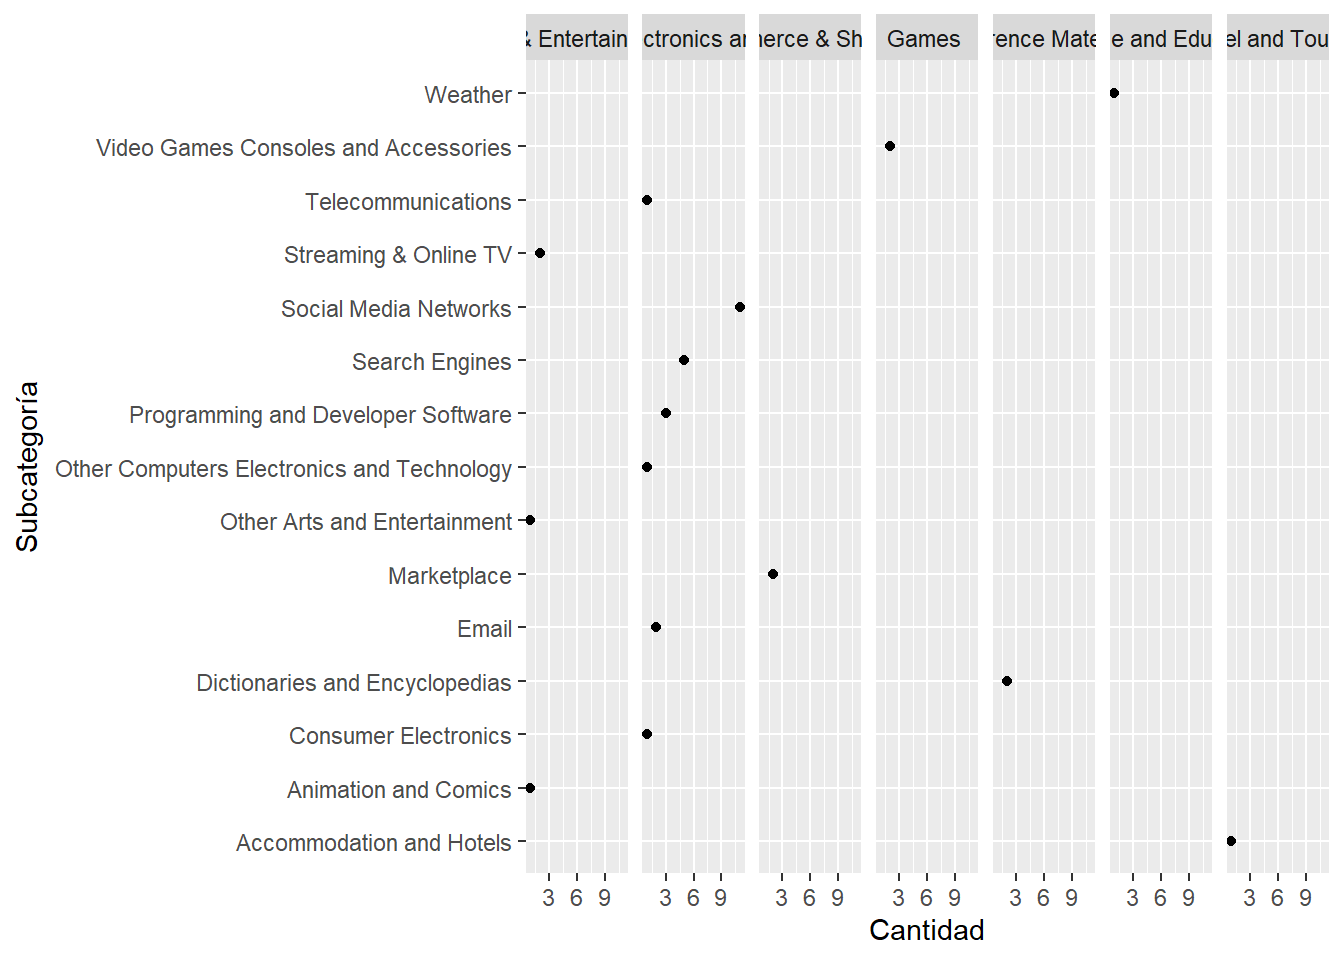 & Entertain
ctronics an
nerce & Sh
Games
rence Mate
e and Edu
el and Tou
Weather
Video Games Consoles and Accessories
Telecommunications
Streaming & Online TV
Social Media Networks
Search Engines
Programming and Developer Software
Other Computers Electronics and Technology
Other Arts and Entertainment
Marketplace
Email
Dictionaries and Encyclopedias
Consumer Electronics
Animation and Comics
Accommodation and Hotels
Subcategoría
3 6 9
3 6 9
3 6 9
3 6 9
3 6 9
3 6 9
3 6 9
Cantidad